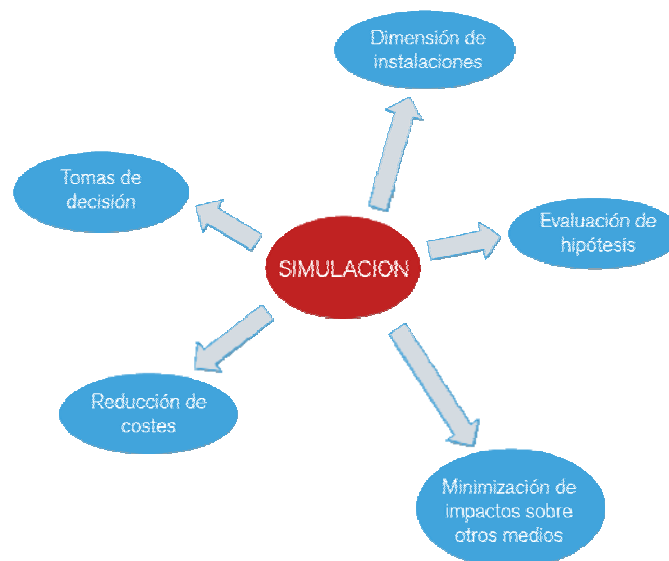 Dimensión de
instalaciones
Tomas de
decisión
Evaluación de
hipótesis
SIMULACION
Reducción de
costes
Minimización de
impactos sobre
otros medios